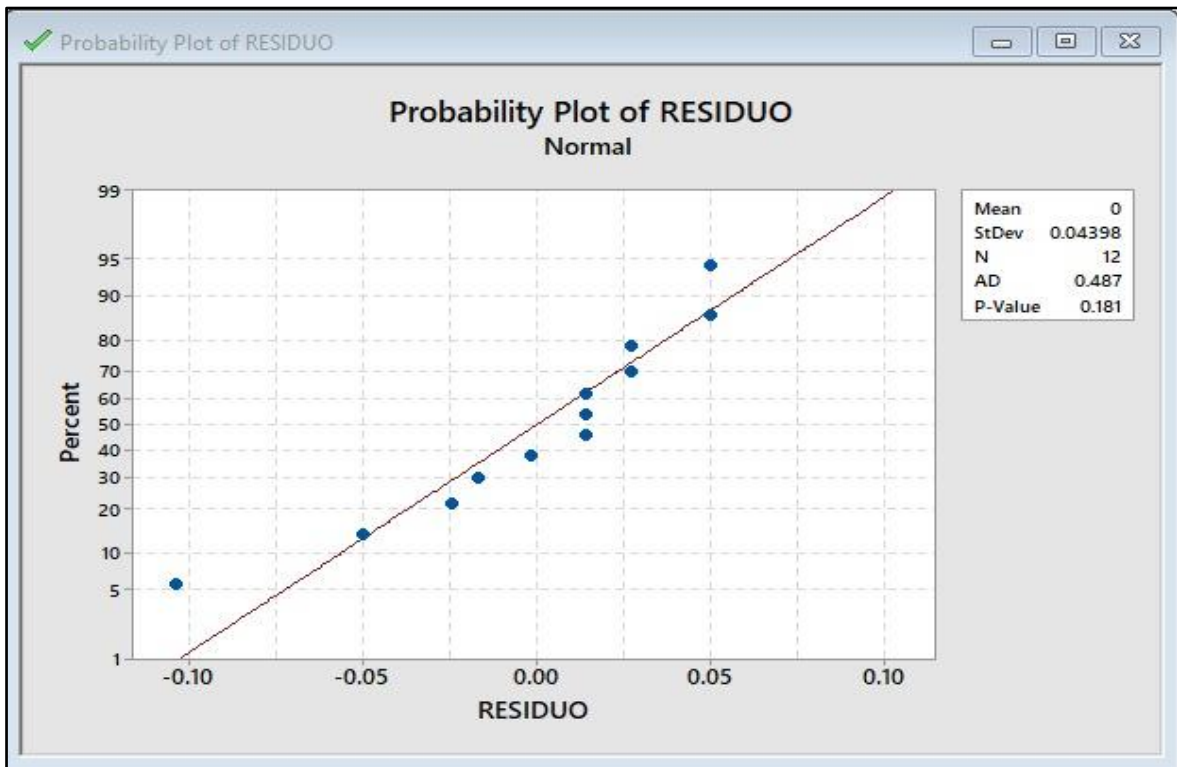 Probability Plot of RESIDUO
Probability Plot of RESIDUO
Normal
99
95
90
80
70
60
50
40
30
20
10
5
1
Percent
-0.10 -0.05 0.00 0.05 0.10
RESIDUO
Mean 0
StDev 0.04398
N 12
AD 0.487
P-Value 0.181